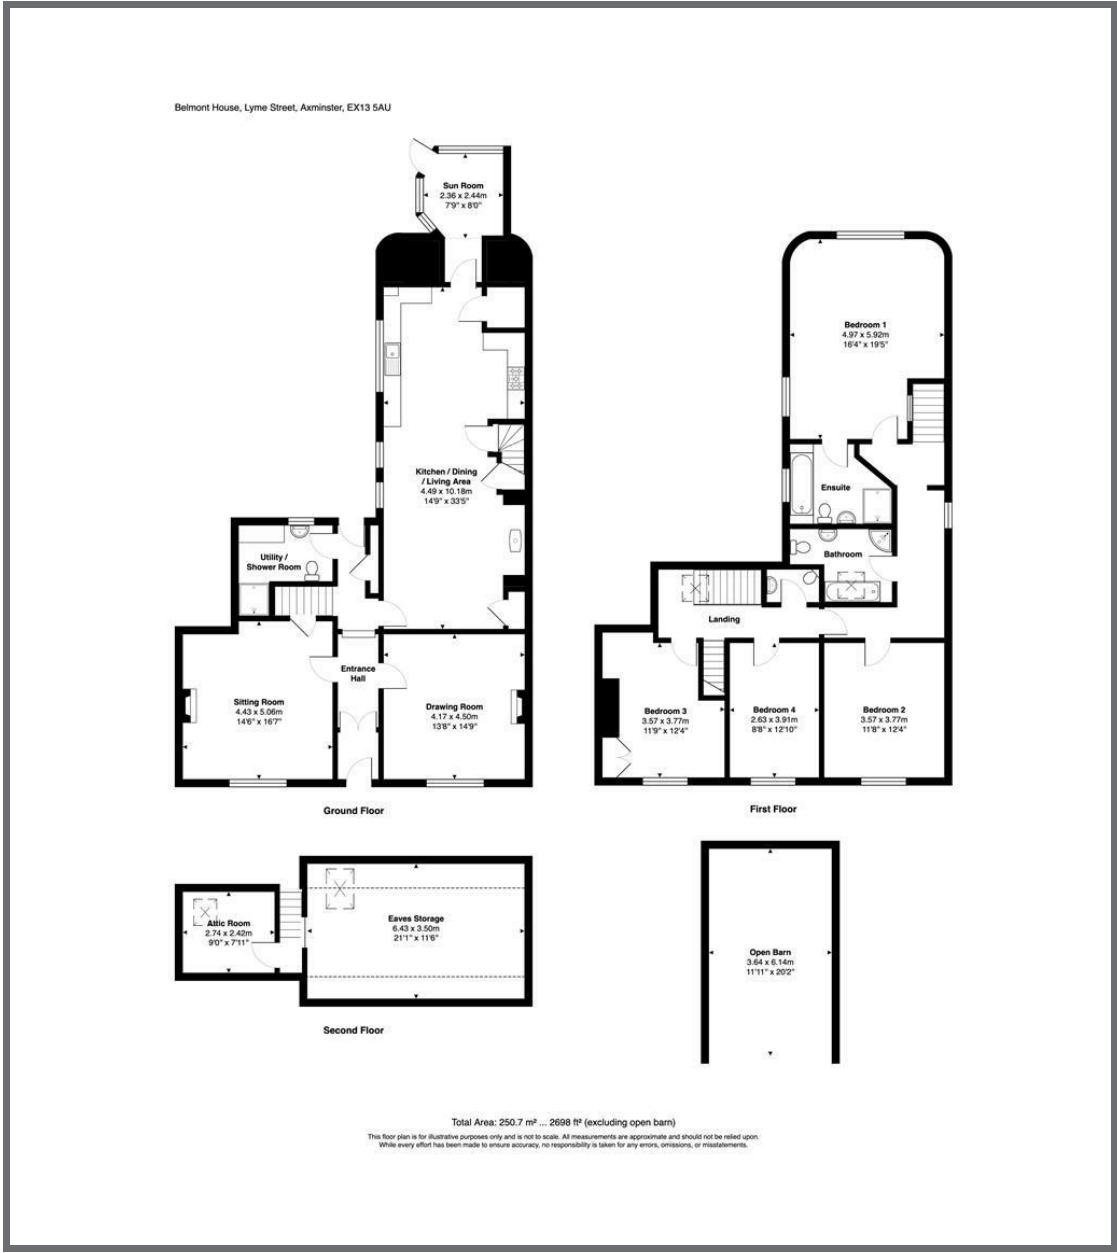 Belmont House, Lyme Street, Axminster, EX13 5AU
Sun Room
2.36 x 2.44m
7'9" x 8'0"
Kitchen / Dining
/ Living Area
4.49 x 10.18m
14'9" x 33'5"
Utility /
Shower Room
Entrance
Hall
Sitting Room
4.43 x 5.06m
14'6" x 16'7"
Drawing Room
4.17 x 4.50m
13'8" x 14'9"
Ground Floor
Bedroom 1
4.97 x 5.92m
16'4" x 19'5"
Ensuite
Bathroom
Landing
Bedroom 3
3.57 x 3.77m
11'9" x 12'4"
Bedroom 4
2.63 x 3.91m
8'8" x 12'10"
Bedroom 2
3.57 x 3.77m
11'8" x 12'4"
First Floor
Attic Room
2.74 x 2.42m
9'0" x 7'11"
Eaves Storage
6.43 x 3.50m
21'1" x 11'6"
Second Floor
Open Barn
3.64 x 6.14m
11'11" x 20'2"
Total Area: 250.7 m² ... 2698 ft² (excluding open barn)
This floor plan is for illustrative purposes only and is not to scale. All measurements are approximate and should not be relied upon.
While every effort has been made to ensure accuracy, no responsibility is taken for any errors, omissions, or misstatements.